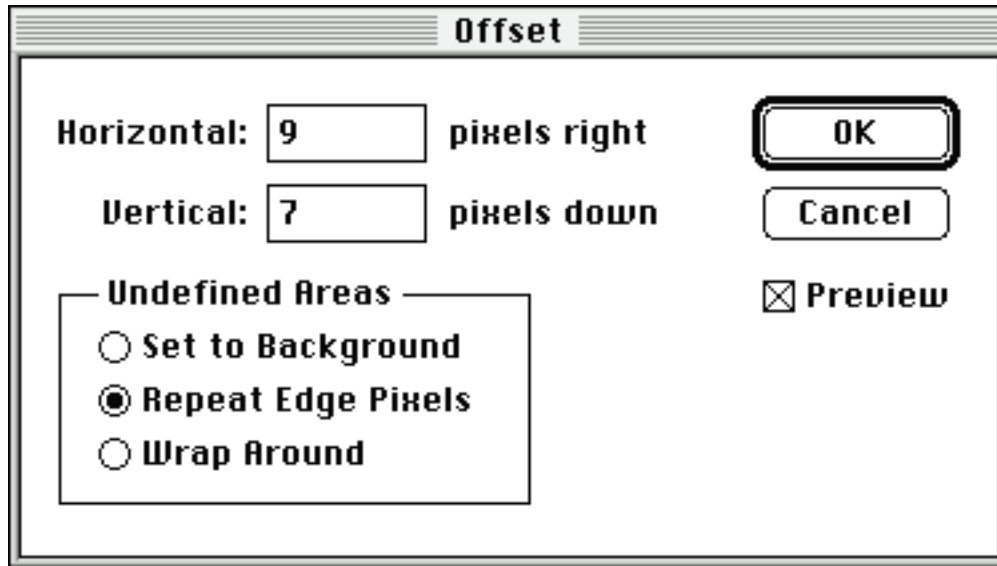 Offset
Horizontal: 9 pixels right
OK
Vertical: 7 pixels down
Cancel
Undefined Areas
Preview
Set to Background
Repeat Edge Pixels
Wrap Around